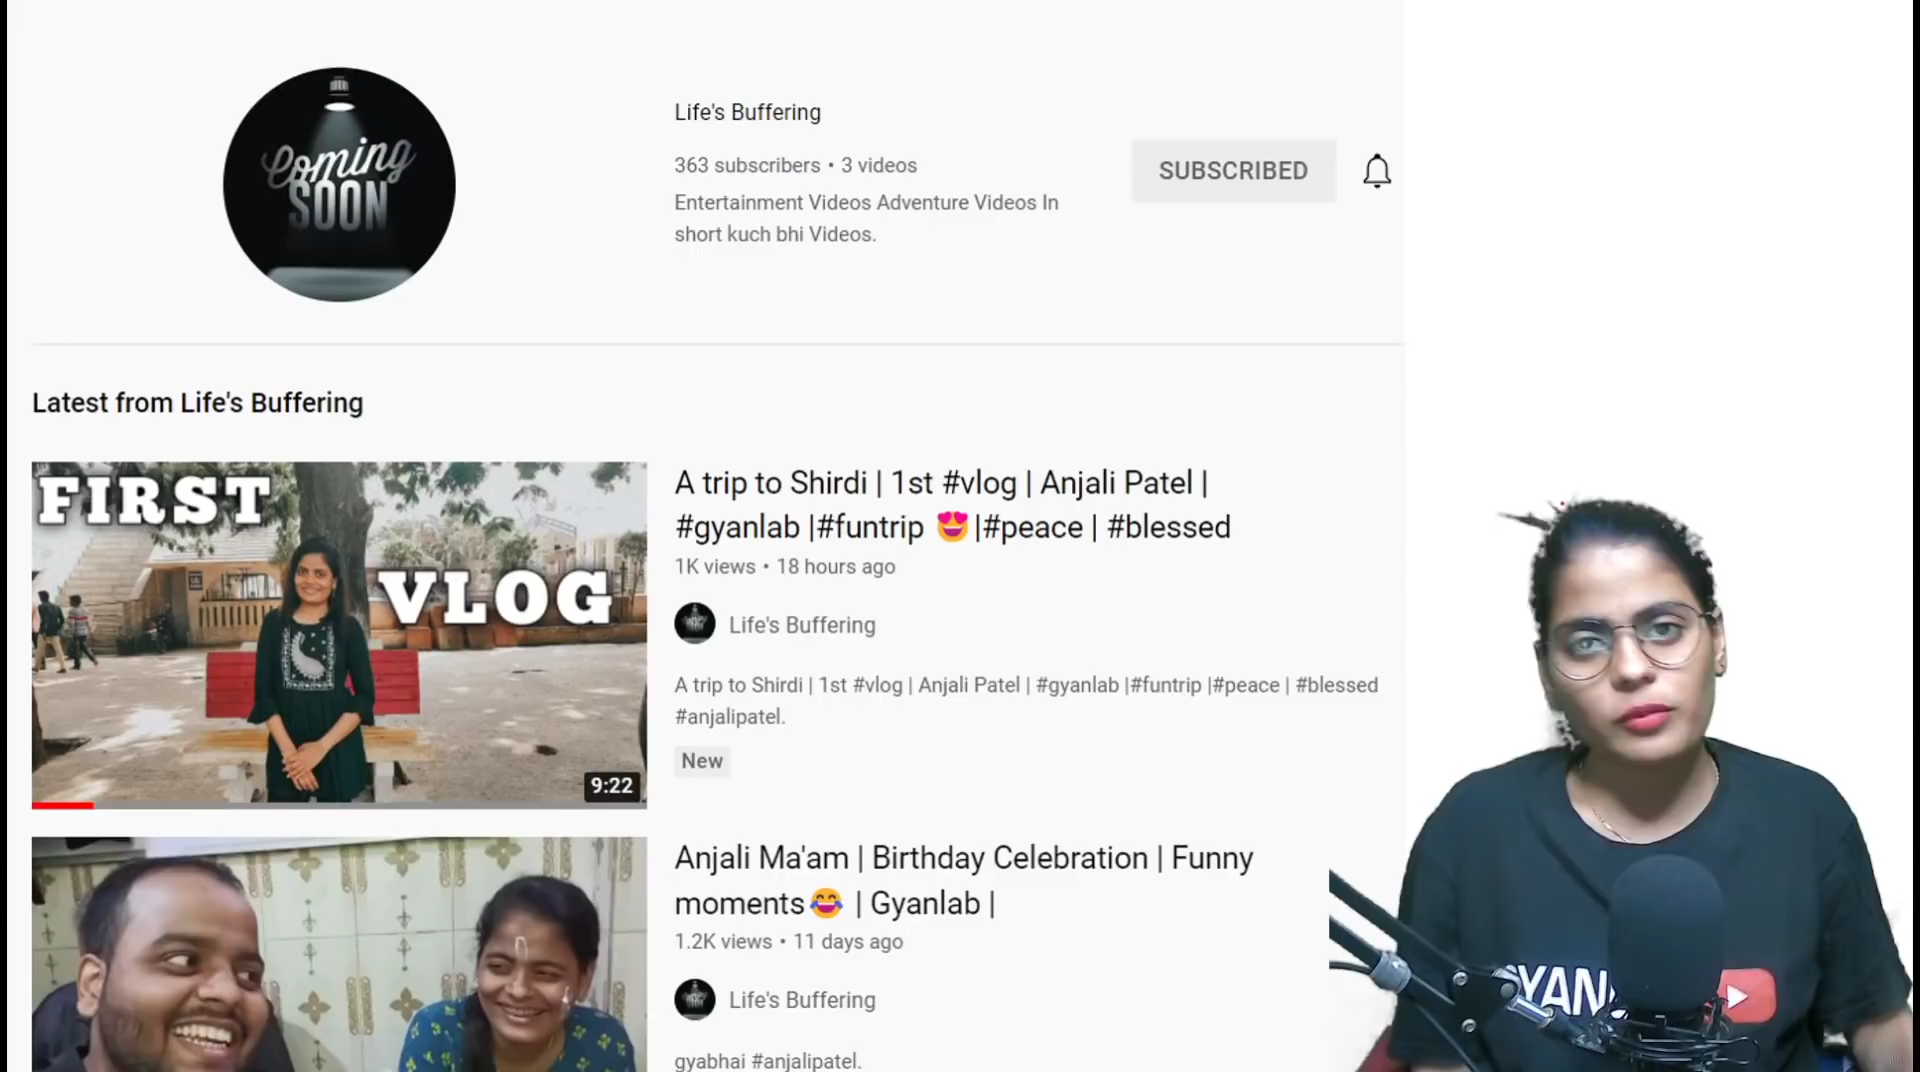 Coming
SOON
Life's Buffering
363 subscribers • 3 videos
Entertainment Videos Adventure Videos In
short kuch bhi Videos.
SUBSCRIBED
Latest from Life's Buffering
FIRST
VLOG
9:22
A trip to Shirdi | 1st #vlog | Anjali Patel |
#gyanlab |#funtrip 😍 |#peace | #blessed
1K views • 18 hours ago
Life's Buffering
A trip to Shirdi | 1st #vlog | Anjali Patel | #gyanlab |#funtrip |#peace | #blessed
#anjalipatel.
New
Anjali Ma'am | Birthday Celebration | Funny
moments😂 | Gyanlab |
1.2K views • 11 days ago
Life's Buffering
gyabhai #anjalipatel.